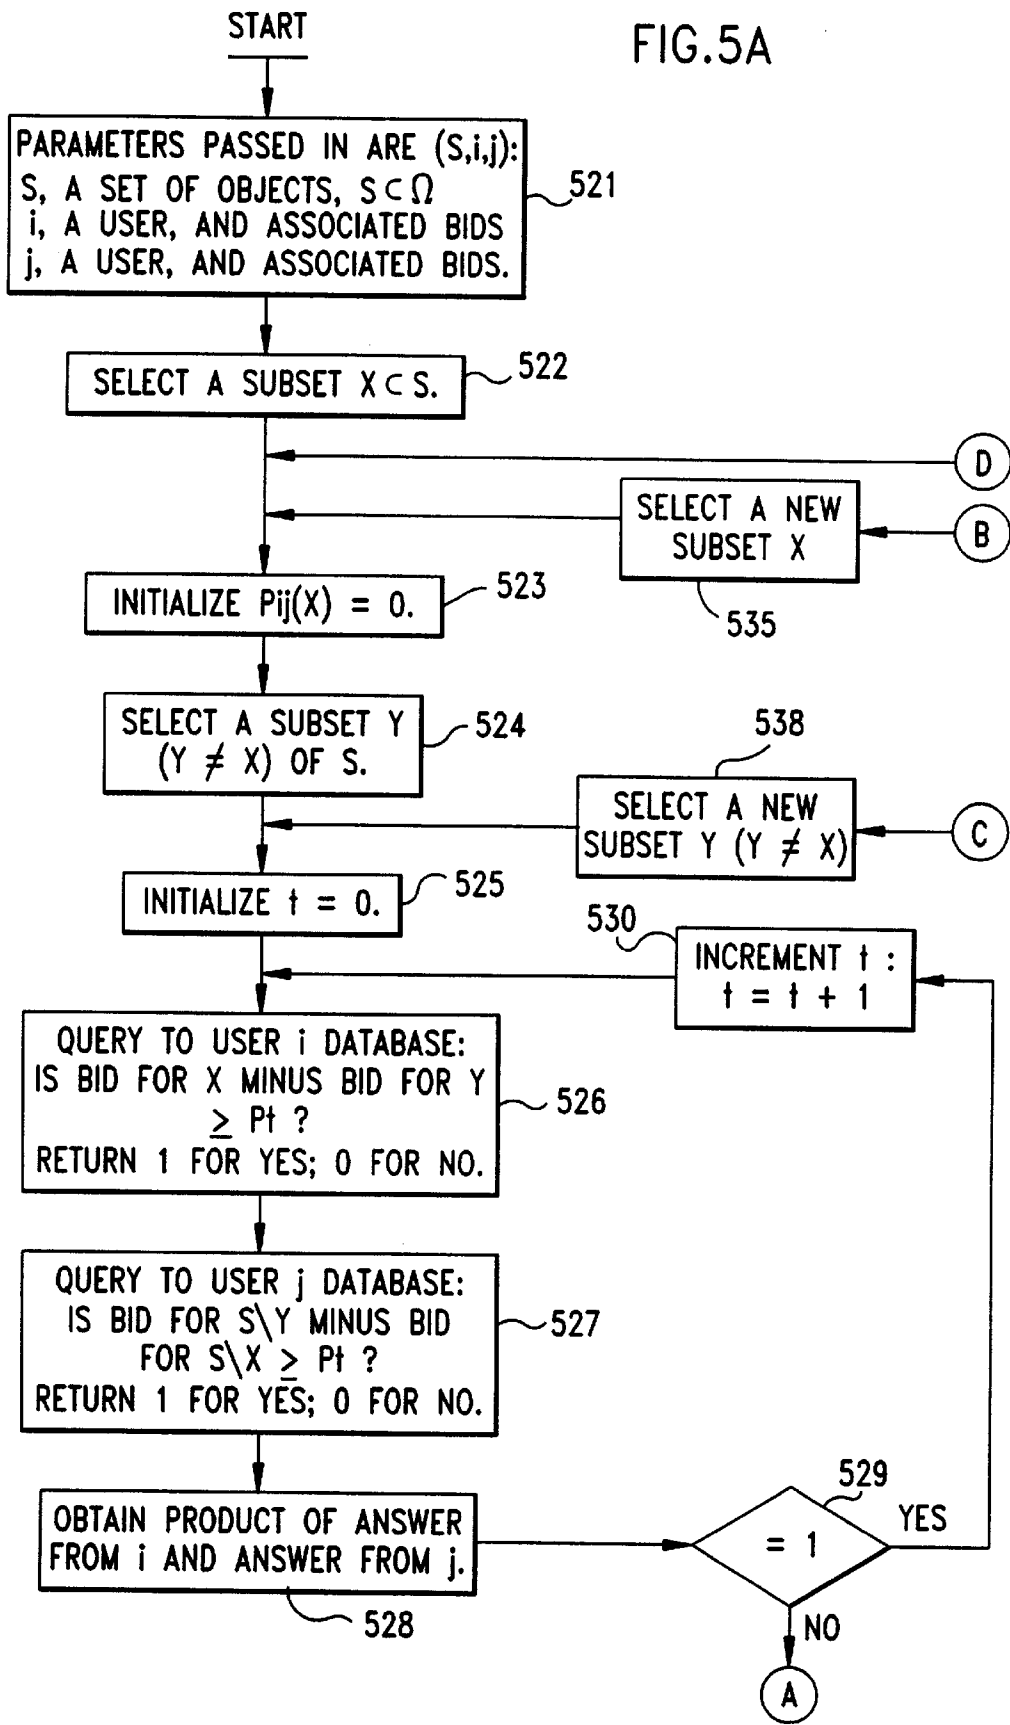 START
FIG.5A
PARAMETERS PASSED IN ARE (S,i,j):
S, A SET OF OBJECTS, S⊂Ω
i, A USER, AND ASSOCIATED BIDS
j, A USER, AND ASSOCIATED BIDS.
521
SELECT A SUBSET X⊂S.
522
D
SELECT A NEW
SUBSET X
B
535
INITIALIZE Pij(X) = 0.
523
SELECT A SUBSET Y
(Y ≠ X) OF S.
524
538
SELECT A NEW
SUBSET Y (Y ≠ X)
C
INITIALIZE t = 0.
525
530
INCREMENT t :
t = t + 1
QUERY TO USER i DATABASE:
IS BID FOR X MINUS BID FOR Y
≥ Pt ?
RETURN 1 FOR YES; 0 FOR NO.
526
QUERY TO USER j DATABASE:
IS BID FOR S\Y MINUS BID
FOR S\X ≥ Pt ?
RETURN 1 FOR YES; 0 FOR NO.
527
OBTAIN PRODUCT OF ANSWER
FROM i AND ANSWER FROM j.
528
529
= 1
YES
NO
A